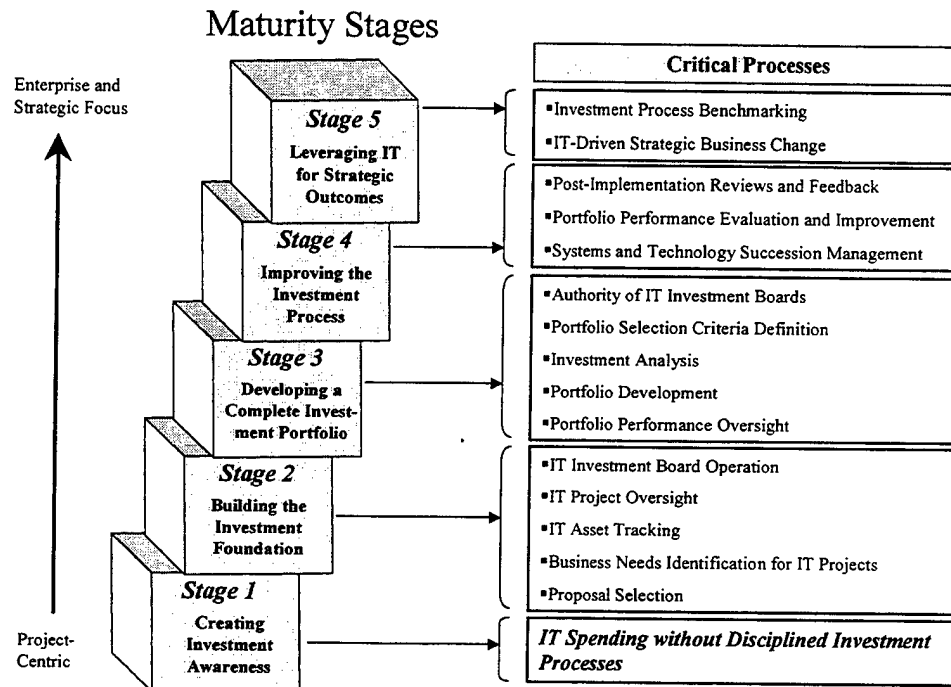 Maturity Stages
Enterprise and
Strategic Focus
Project-
Centric
Stage 5
Leveraging IT
for Strategic
Outcomes
Stage 4
Improving the
Investment
Process
Stage 3
Developing a
Complete Invest-
ment Portfolio
Stage 2
Building the
Investment
Foundation
Stage 1
Creating
Investment
Awareness
Critical Processes
▪Investment Process Benchmarking
▪IT-Driven Strategic Business Change
▪Post-Implementation Reviews and Feedback
▪Portfolio Performance Evaluation and Improvement
▪Systems and Technology Succession Management
▪Authority of IT Investment Boards
▪Portfolio Selection Criteria Definition
▪Investment Analysis
▪Portfolio Development
▪Portfolio Performance Oversight
▪IT Investment Board Operation
▪IT Project Oversight
▪IT Asset Tracking
▪Business Needs Identification for IT Projects
▪Proposal Selection
IT Spending without Disciplined Investment
Processes